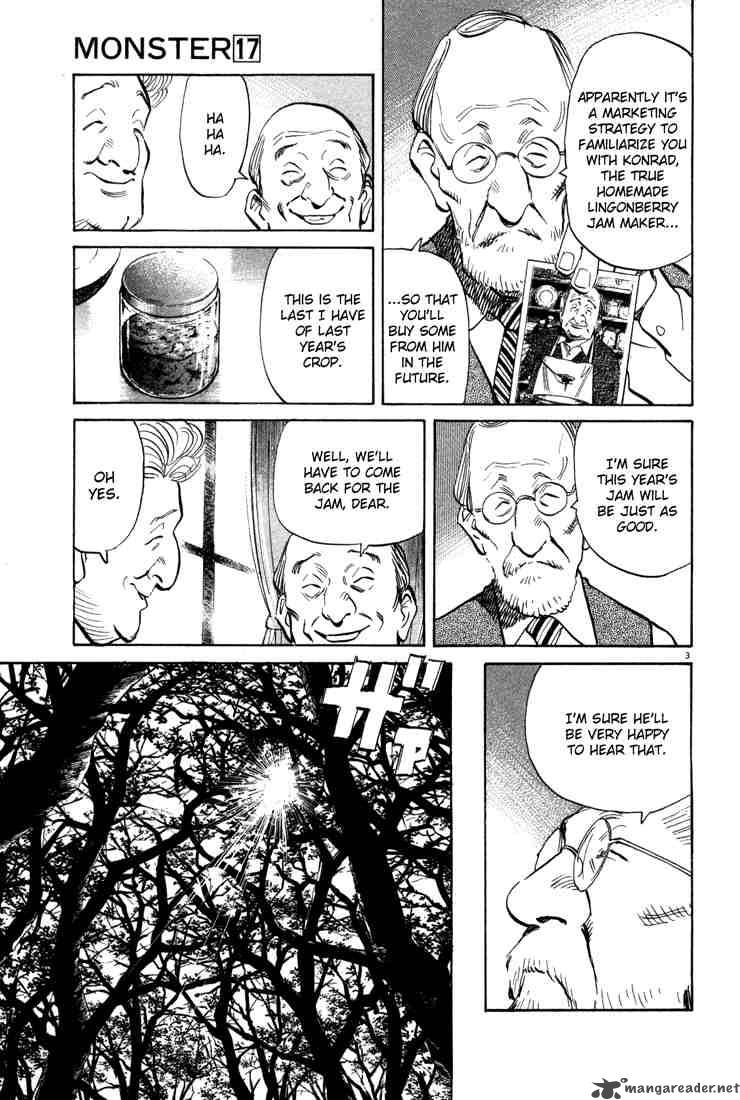 MONSTER 17
APPARENTLY IT'S
A MARKETING
STRATEGY TO
FAMILIARIZE YOU
WITH KONRAD,
THE TRUE
HOMEMADE
LINGONBERRY
JAM MAKER...
...SO THAT
YOU'LL
BUY SOME
FROM HIM
IN THE
FUTURE.
HA
HA
HA.
THIS IS THE
LAST I HAVE
OF LAST
YEAR'S
CROP.
I'M SURE
THIS YEAR'S
JAM WILL
BE JUST AS
GOOD.
WELL, WE'LL
HAVE TO COME
BACK FOR THE
JAM, DEAR.
OH
YES.
3
I'M SURE HE'LL
BE VERY HAPPY
TO HEAR THAT.
mangareader.net